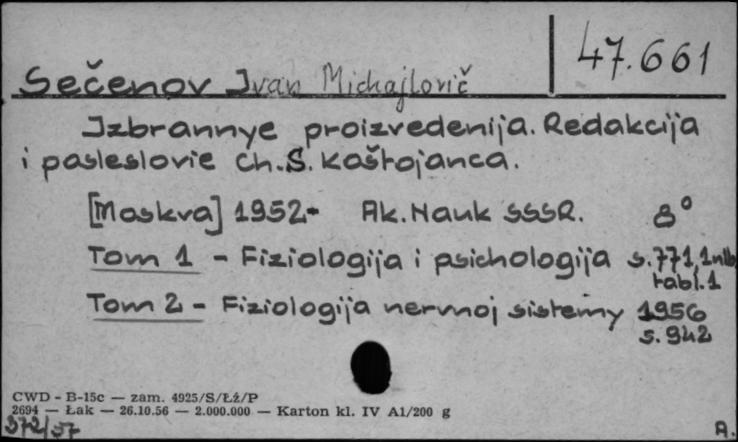 47.661
Sečenov Ivan Michajlovič
Izbrannye proizvedenija. Redakcija
i posleslovie Ch. S. Kaštojanca.
[Moskva] 1952- Ak. Nauk SSSR. 8°
Tom 1 - Fiziologija i psichologija s. 771, 1 nlb,
tabl. 1
Tom 2 - Fiziologija nervnoj sistemy 1956
s. 942
CWD - B-15c — zam. 4925/S/Łź/P
2694 — Łak — 26.10.56 — 2.000.000 — Karton kl. IV A1/200 g
372/57 A.